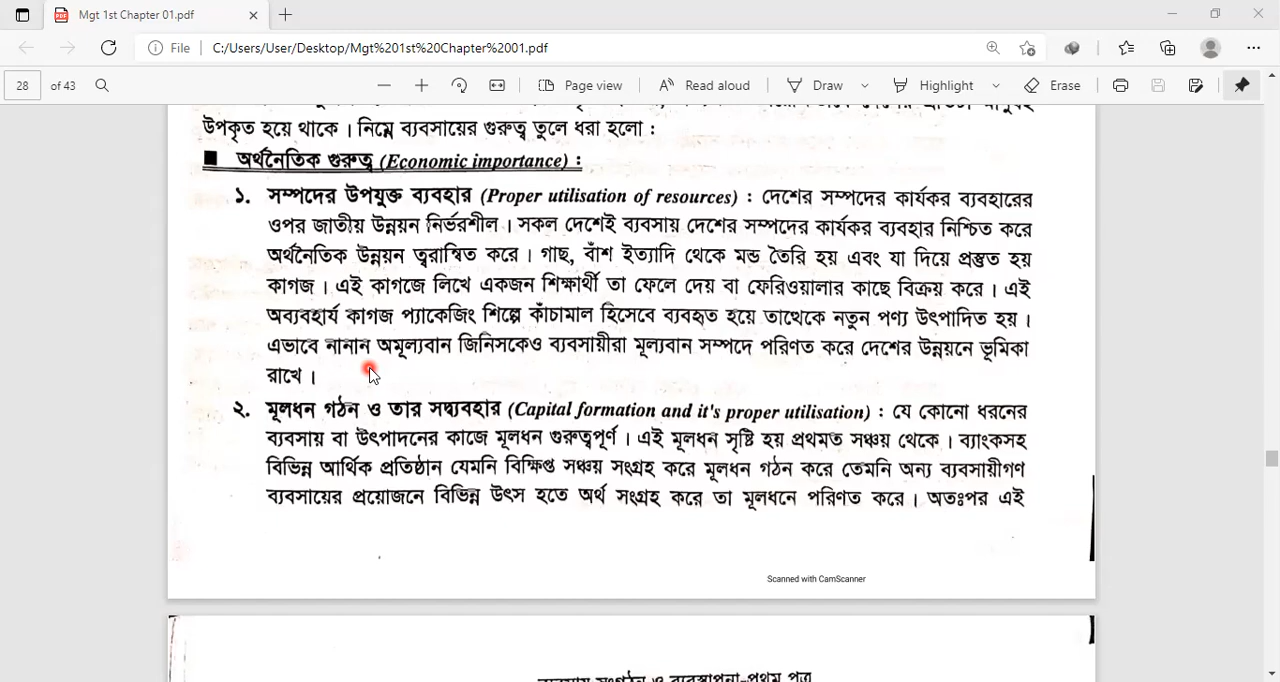 Mgt 1st Chapter 01.pdf
File C:/Users/User/Desktop/Mgt%201st%20Chapter%2001.pdf
28 of 43 Page view Read aloud Draw Highlight Erase
উপকৃত হয়ে থাকে। নিম্নে ব্যবসায়ের গুরুত্ব তুলে ধরা হলো :
■ অর্থনৈতিক গুরুত্ব (Economic importance) :
১. সম্পদের উপযুক্ত ব্যবহার (Proper utilisation of resources) : দেশের সম্পদের কার্যকর ব্যবহারের
ওপর জাতীয় উন্নয়ন নির্ভরশীল। সকল দেশেই ব্যবসায় দেশের সম্পদের কার্যকর ব্যবহার নিশ্চিত করে
অর্থনৈতিক উন্নয়ন ত্বরান্বিত করে। গাছ, বাঁশ ইত্যাদি থেকে মন্ড তৈরি হয় এবং যা দিয়ে প্রস্তুত হয়
কাগজ। এই কাগজে লিখে একজন শিক্ষার্থী তা ফেলে দেয় বা ফেরিওয়ালার কাছে বিক্রয় করে। এই
অব্যবহার্য কাগজ প্যাকেজিং শিল্পে কাঁচামাল হিসেবে ব্যবহৃত হয়ে তাত্থেকে নতুন পণ্য উৎপাদিত হয়।
এভাবে নানান অমূল্যবান জিনিসকেও ব্যবসায়ীরা মূল্যবান সম্পদে পরিণত করে দেশের উন্নয়নে ভূমিকা
রাখে।
২. মূলধন গঠন ও তার সদ্ব্যবহার (Capital formation and it's proper utilisation) : যে কোনো ধরনের
ব্যবসায় বা উৎপাদনের কাজে মূলধন গুরুত্বপূর্ণ। এই মূলধন সৃষ্টি হয় প্রথমত সঞ্চয় থেকে। ব্যাংকসহ
বিভিন্ন আর্থিক প্রতিষ্ঠান যেমনি বিক্ষিপ্ত সঞ্চয় সংগ্রহ করে মূলধন গঠন করে তেমনি অন্য ব্যবসায়ীগণ
ব্যবসায়ের প্রয়োজনে বিভিন্ন উৎস হতে অর্থ সংগ্রহ করে তা মূলধনে পরিণত করে। অতঃপর এই
Scanned with CamScanner
ব্যবসায় সংগঠন ও ব্যবস্থাপনা-প্রথম পত্র